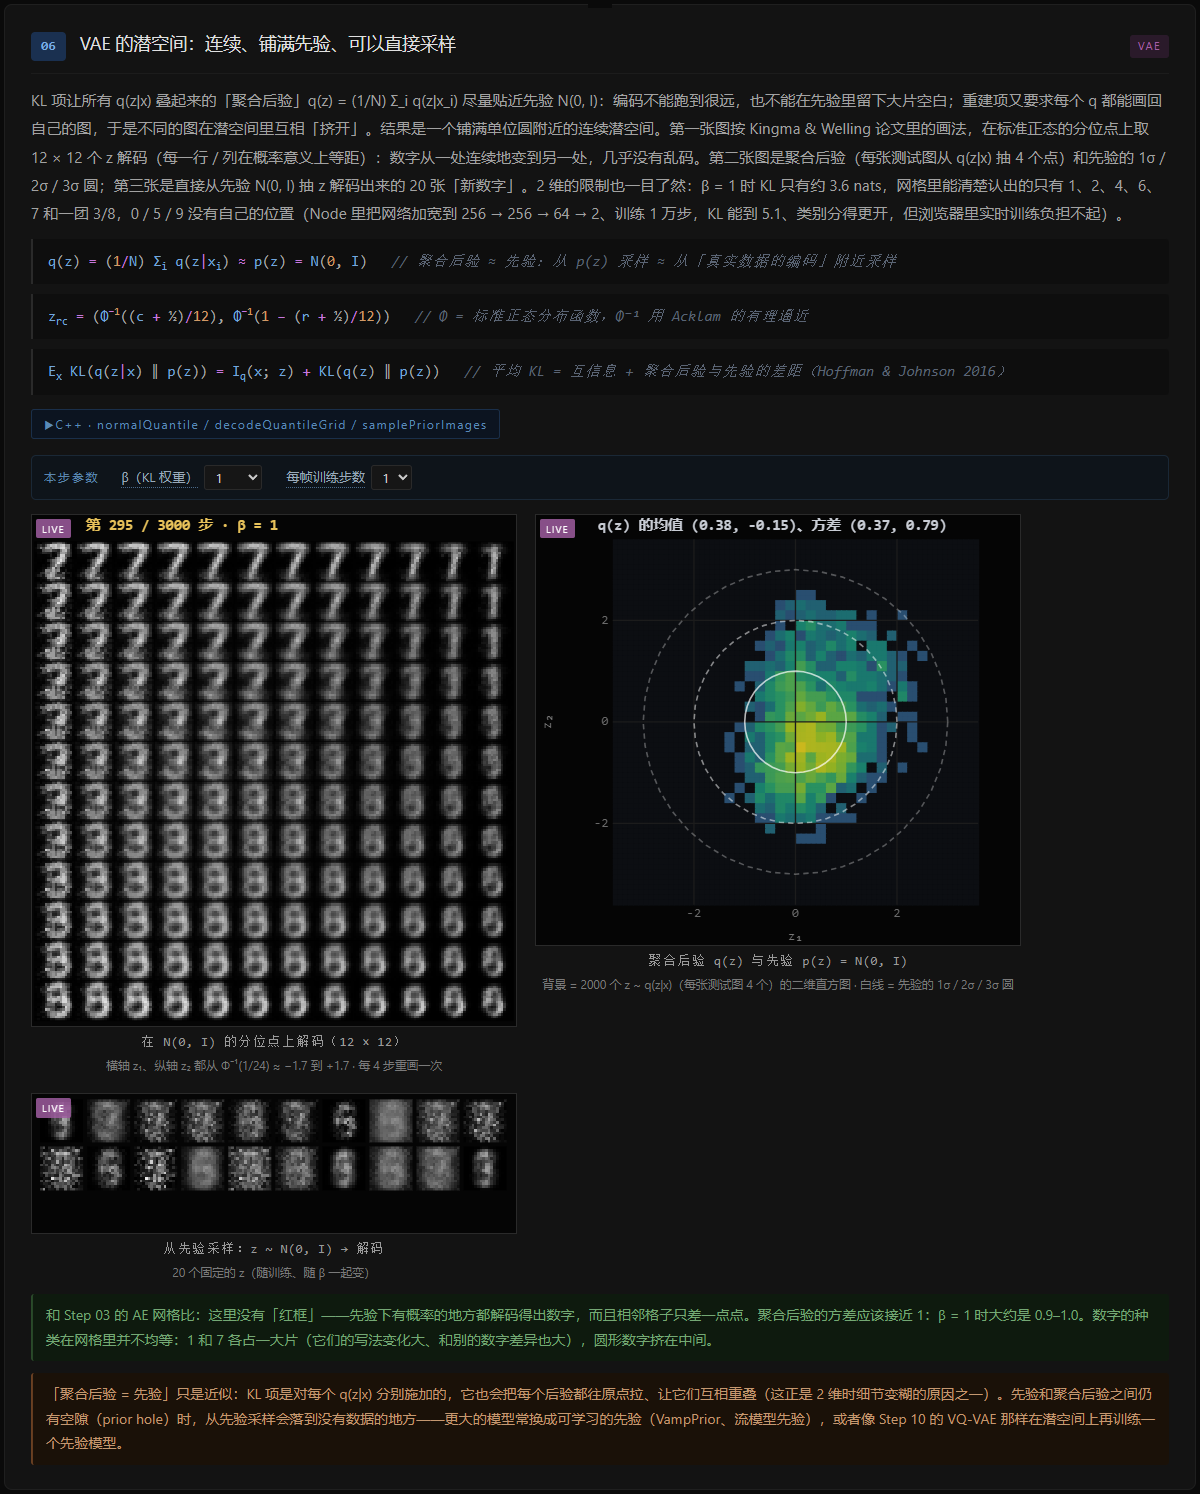 06 VAE 的潜空间：连续、铺满先验、可以直接采样 VAE
KL 项让所有 q(z|x) 叠起来的「聚合后验」q(z) = (1/N) Σ_i q(z|x_i) 尽量贴近先验 N(0, I)：编码不能跑到很远，也不能在先验里留下大片空白；重建项又要求每个 q 都能画回
自己的图，于是不同的图在潜空间里互相「挤开」。结果是一个铺满单位圆附近的连续潜空间。第一张图按 Kingma & Welling 论文里的画法，在标准正态的分位点上取
12 × 12 个 z 解码（每一行 / 列在概率意义上等距）：数字从一处连续地变到另一处，几乎没有乱码。第二张图是聚合后验（每张测试图从 q(z|x) 抽 4 个点）和先验的 1σ /
2σ / 3σ 圆；第三张是直接从先验 N(0, I) 抽 z 解码出来的 20 张「新数字」。2 维的限制也一目了然：β = 1 时 KL 只有约 3.6 nats，网格里能清楚认出的只有 1、2、4、6、
7 和一团 3/8，0 / 5 / 9 没有自己的位置（Node 里把网络加宽到 256 → 256 → 64 → 2、训练 1 万步，KL 能到 5.1、类别分得更开，但浏览器里实时训练负担不起）。
q(z) = (1/N) Σᵢ q(z|xᵢ) ≈ p(z) = N(0, I) // 聚合后验 ≈ 先验：从 p(z) 采样 ≈ 从「真实数据的编码」附近采样
z_rc = (Φ⁻¹((c + ½)/12), Φ⁻¹(1 − (r + ½)/12)) // Φ = 标准正态分布函数，Φ⁻¹ 用 Acklam 的有理逼近
Eₓ KL(q(z|x) ‖ p(z)) = I_q(x; z) + KL(q(z) ‖ p(z)) // 平均 KL = 互信息 + 聚合后验与先验的差距（Hoffman & Johnson 2016）
▶C++ · normalQuantile / decodeQuantileGrid / samplePriorImages
本步参数 β（KL 权重） 1 每帧训练步数 1
LIVE 第 295 / 3000 步 · β = 1
LIVE q(z) 的均值 (0.38, -0.15)、方差 (0.37, 0.79)
2
0
-2
z₂
-2 0 2
z₁
聚合后验 q(z) 与先验 p(z) = N(0, I)
背景 = 2000 个 z ~ q(z|x)（每张测试图 4 个）的二维直方图 · 白线 = 先验的 1σ / 2σ / 3σ 圆
在 N(0, I) 的分位点上解码（12 × 12）
横轴 z₁、纵轴 z₂ 都从 Φ⁻¹(1/24) ≈ −1.7 到 +1.7 · 每 4 步重画一次
LIVE
从先验采样：z ~ N(0, I) → 解码
20 个固定的 z（随训练、随 β 一起变）
和 Step 03 的 AE 网格比：这里没有「红框」——先验下有概率的地方都解码得出数字，而且相邻格子只差一点点。聚合后验的方差应该接近 1：β = 1 时大约是 0.9–1.0。数字的种
类在网格里并不均等：1 和 7 各占一大片（它们的写法变化大、和别的数字差异也大），圆形数字挤在中间。
「聚合后验 = 先验」只是近似：KL 项是对每个 q(z|x) 分别施加的，它也会把每个后验都往原点拉、让它们互相重叠（这正是 2 维时细节变糊的原因之一）。先验和聚合后验之间仍
有空隙（prior hole）时，从先验采样会落到没有数据的地方——更大的模型常换成可学习的先验（VampPrior、流模型先验），或者像 Step 10 的 VQ-VAE 那样在潜空间上再训练一
个先验模型。